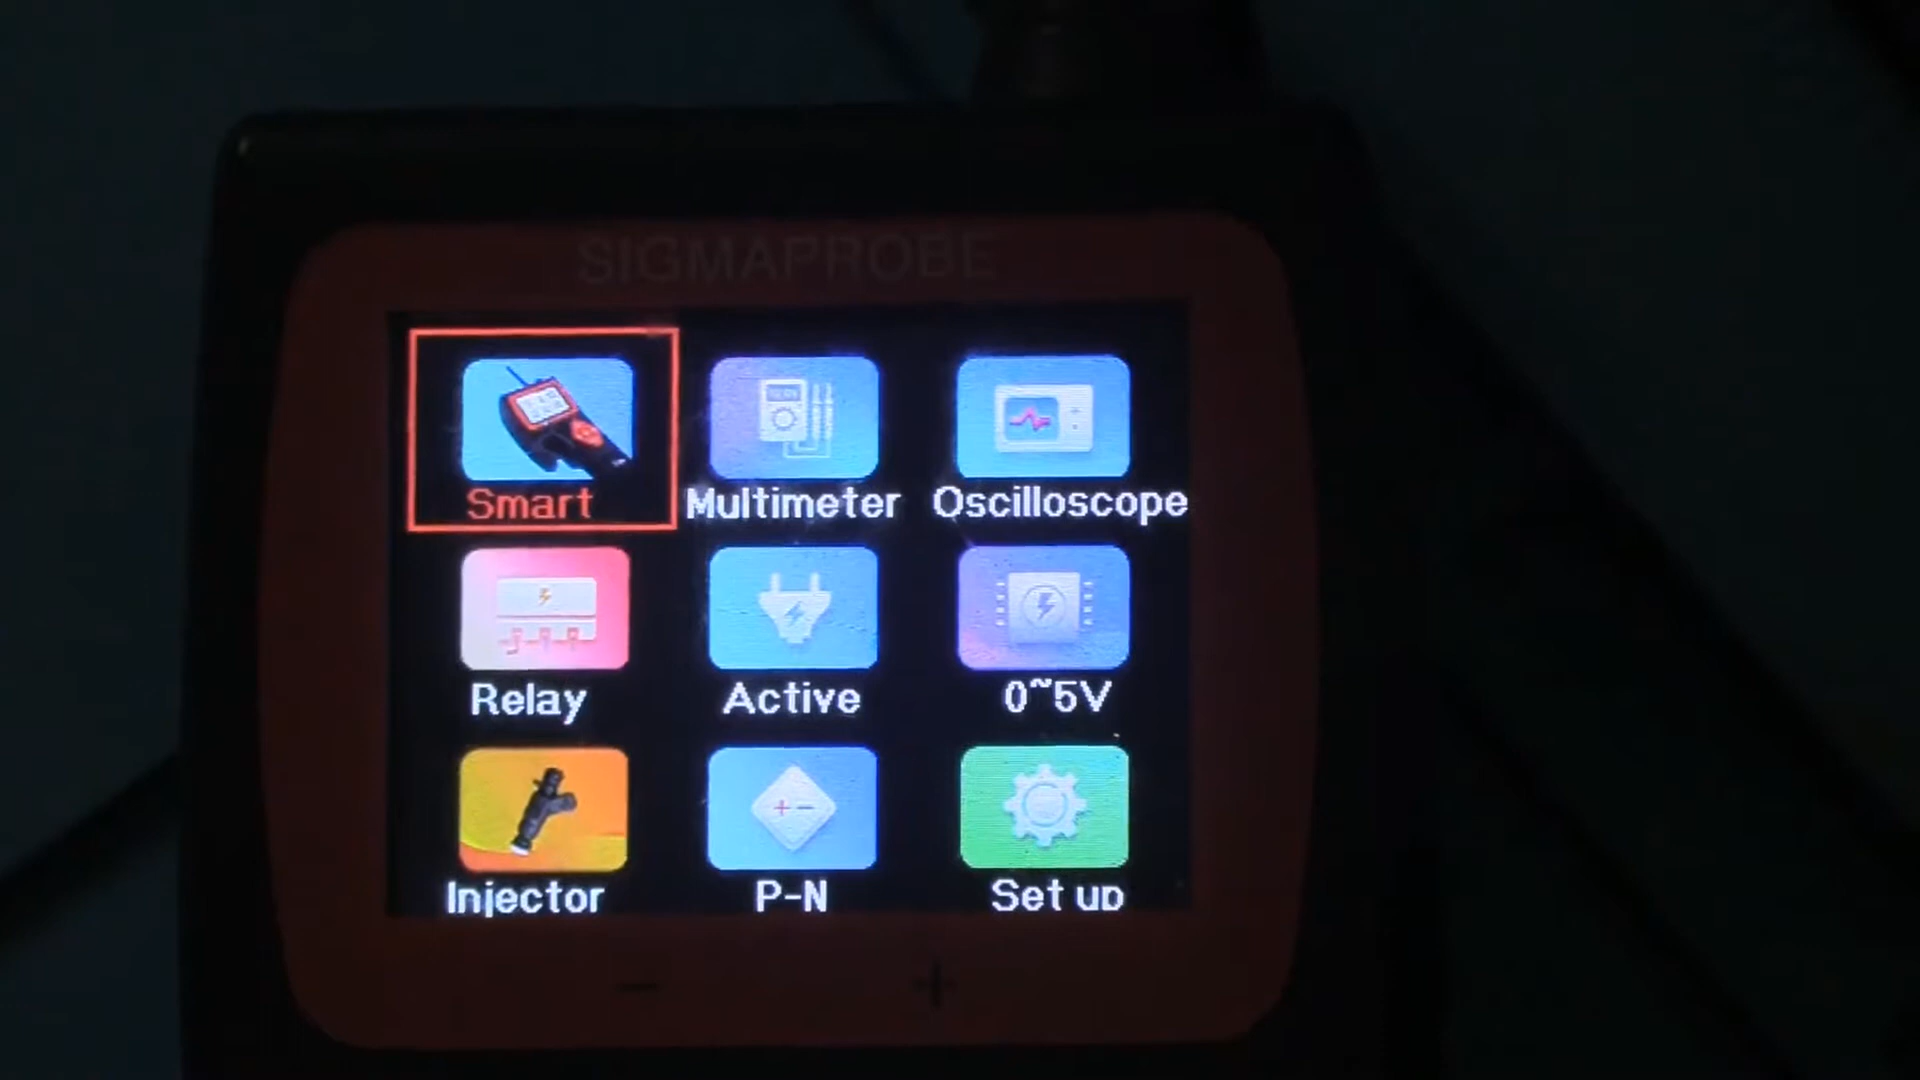 SIGMAPROBE
Smart
Multimeter
Oscilloscope
Relay
Active
0~5V
Injector
P-N
Set up
- +